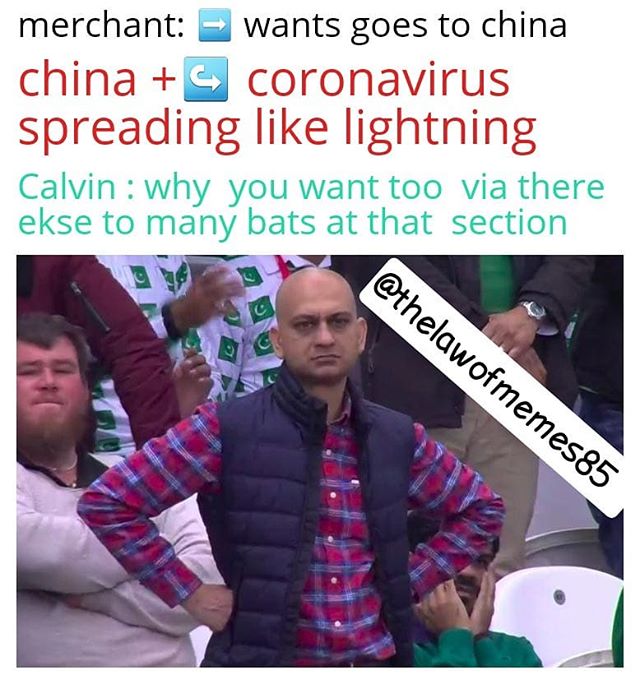 merchant: ➡️ wants goes to china
china +↪️ coronavirus
spreading like lightning
Calvin : why you want too via there
ekse to many bats at that section
@thelawofmemes85